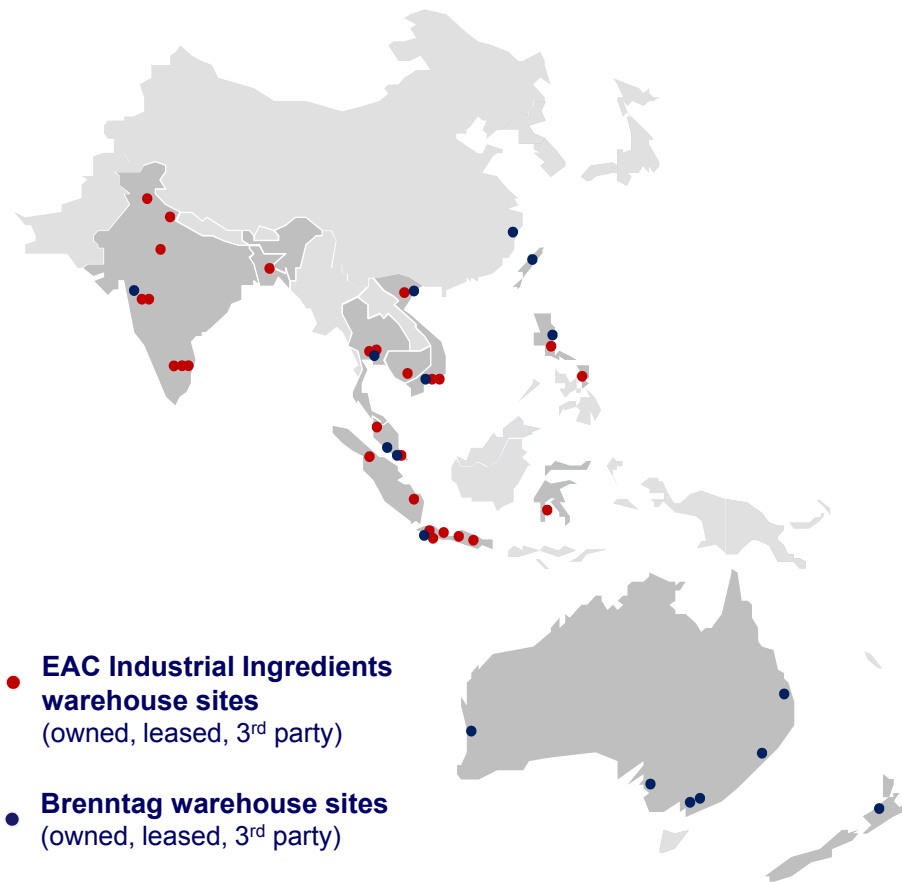 EAC Industrial Ingredients
warehouse sites
(owned, leased, 3rd party)
Brenntag warehouse sites
(owned, leased, 3rd party)